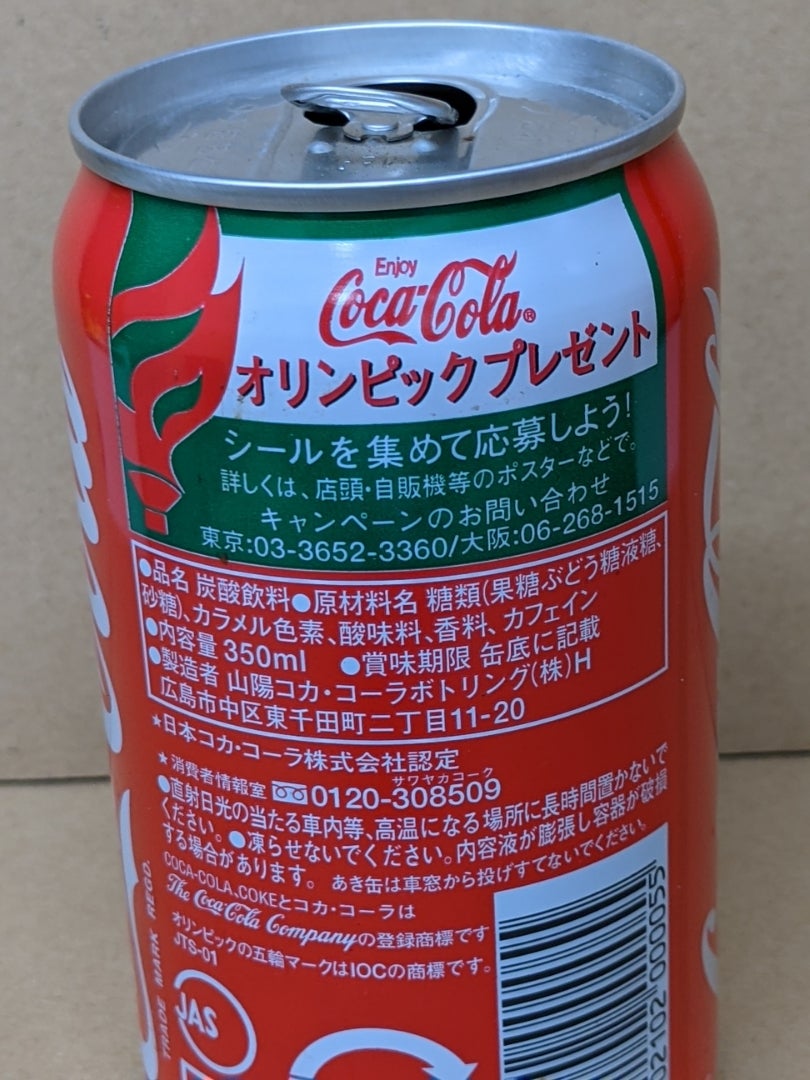 Enjoy
Coca-Cola®
オリンピックプレゼント
シールを集めて応募しよう!
詳しくは、店頭・自販機等のポスターなどで。
キャンペーンのお問い合わせ
東京:03-3652-3360/大阪:06-268-1515
●品名 炭酸飲料●原材料名 糖類(果糖ぶどう糖液糖、
砂糖)、カラメル色素、酸味料、香料、カフェイン
●内容量 350ml ●賞味期限 缶底に記載
●製造者 山陽コカ・コーラボトリング(株)H
広島市中区東千田町二丁目11-20
★日本コカ・コーラ株式会社認定
サワヤカコーク
★消費者情報室 0120-308509
●直射日光の当たる車内等、高温になる場所に長時間置かないで
ください。●凍らせないでください。内容液が膨張し容器が破損
する場合があります。 あき缶は車窓から投げすてないでください。
COCA-COLA,COKEとコカ・コーラは
The Coca-Cola Companyの登録商標です
オリンピックの五輪マークはIOCの商標です。
JTS-01
JAS
TRADE MARK REGD.
02102 000055